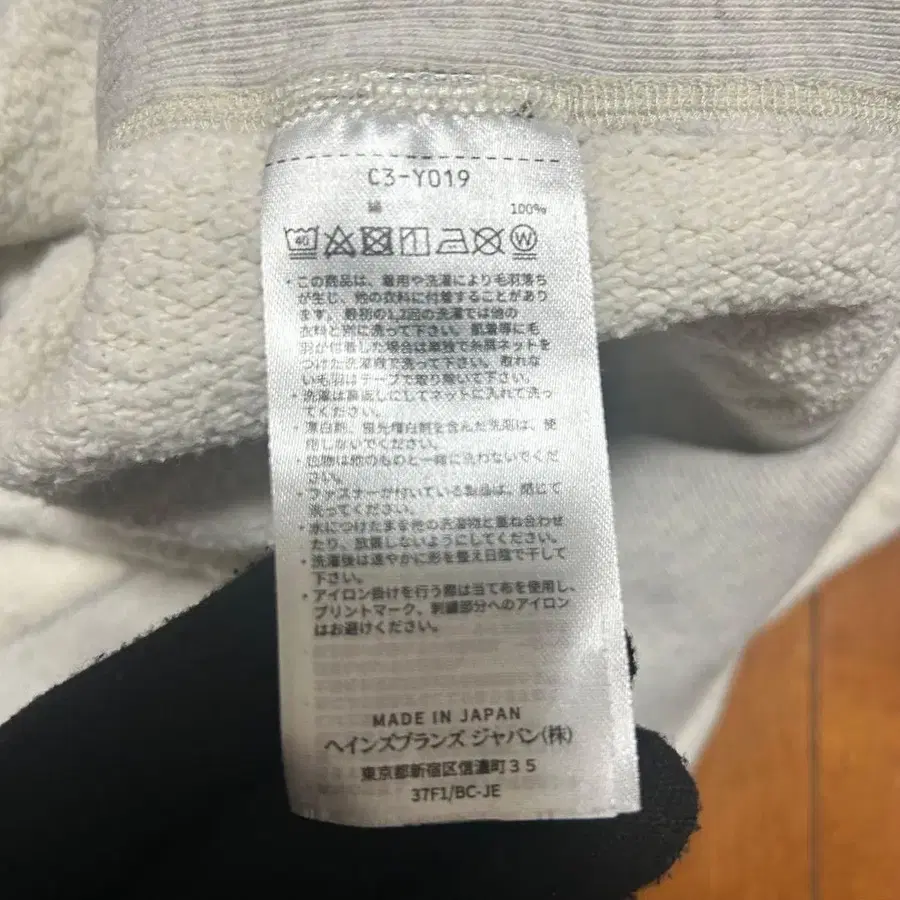 C3-Y019
綿 100%
40 W
・この商品は、着用や洗濯により毛羽落ち
が生じ、他の衣料に付着することがあり
ます。最初の1,2回の洗濯では他の
衣料と別に洗って下さい。肌着等に毛
羽が付着した場合は単独で糸屑ネットを
つけた洗濯機で洗って下さい。取れな
い毛羽はテープで取り除いて下さい。
・洗濯は裏返しにしてネットに入れて洗っ
てください。
・漂白剤、蛍光増白剤を含んだ洗剤は、使
用しないでください。
・濃色物は他のものと一緒に洗わないでくだ
さい。
・ファスナーが付いている製品は、閉じて
洗ってください。
・水につけたまま他の洗濯物と重ね合わせ
たり、放置しないようにしてください。
・洗濯後は速やかに形を整え日陰で干して
下さい。
・アイロン掛けを行う際は当て布を使用し、
プリントマーク、刺繍部分へのアイロン
はお避けください。
MADE IN JAPAN
ヘインズブランズ ジャパン(株)
東京都新宿区信濃町３５
37F1/BC-JE